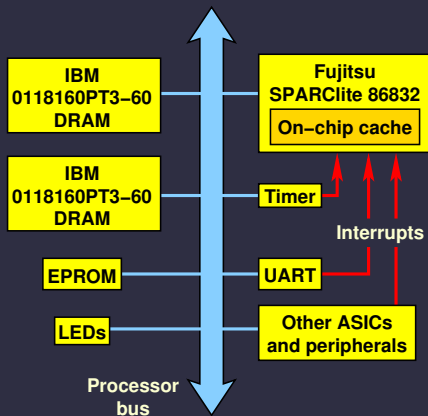 IBM
0118160PT3−60
DRAM
Fujitsu
SPARClite 86832
On−chip cache
IBM
0118160PT3−60
DRAM
Timer
Interrupts
EPROM
UART
LEDs
Other ASICs
and peripherals
Processor
bus